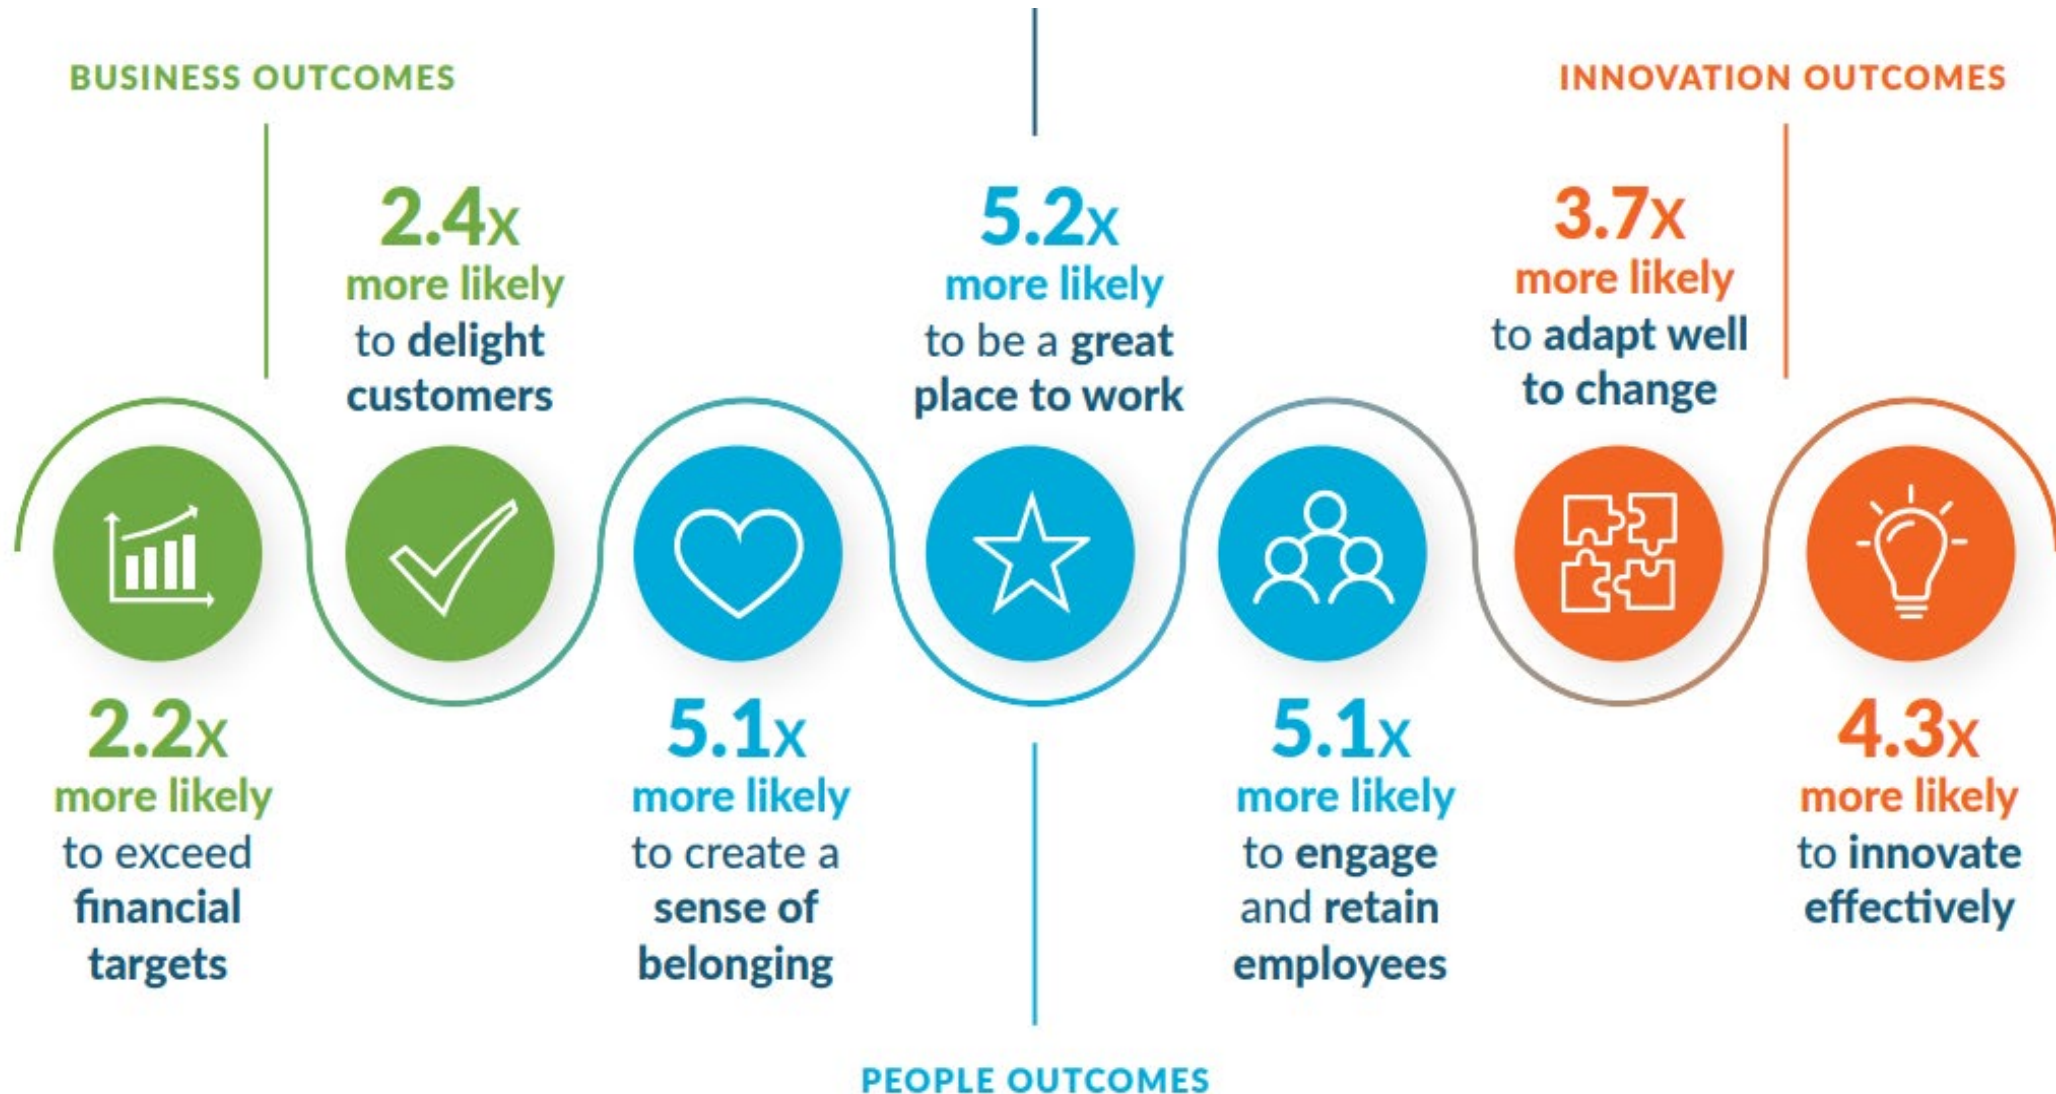 BUSINESS OUTCOMES
INNOVATION OUTCOMES
2.4X
more likely
to delight
customers
5.2X
more likely
to be a great
place to work
3.7X
more likely
to adapt well
to change
2.2X
more likely
to exceed
financial
targets
5.1X
more likely
to create a
sense of
belonging
5.1X
more likely
to engage
and retain
employees
4.3X
more likely
to innovate
effectively
PEOPLE OUTCOMES